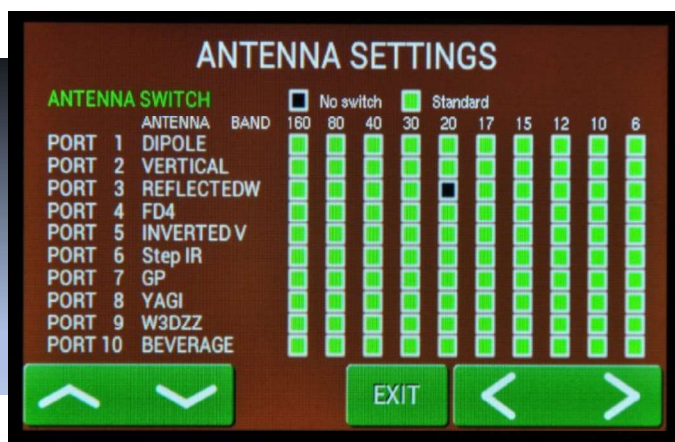 ANTENNA SETTINGS
ANTENNA SWITCH No switch Standard
ANTENNA BAND 160 80 40 30 20 17 15 12 10 6
PORT 1 DIPOLE
PORT 2 VERTICAL
PORT 3 REFLECTEDW
PORT 4 FD4
PORT 5 INVERTED V
PORT 6 Step IR
PORT 7 GP
PORT 8 YAGI
PORT 9 W3DZZ
PORT 10 BEVERAGE
EXIT